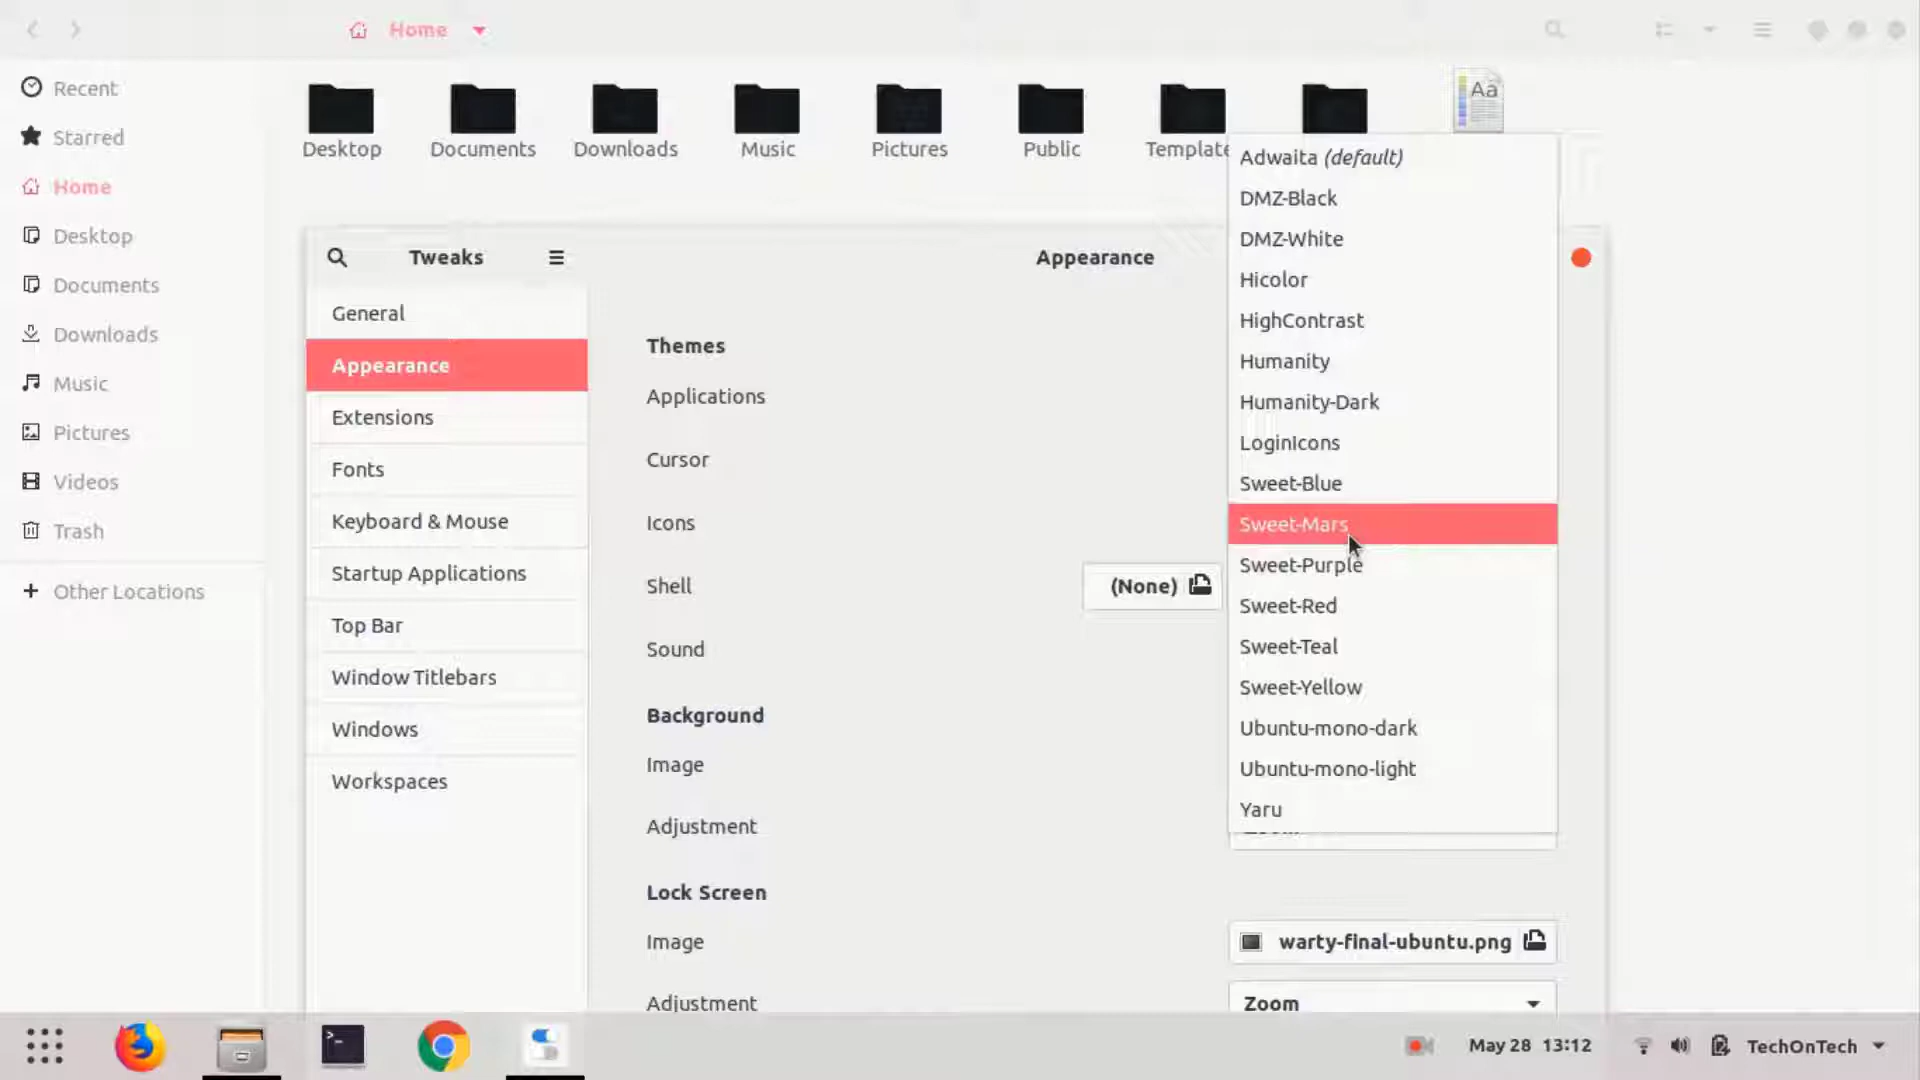 Home
Recent
Starred
Home
Desktop
Documents
Downloads
Music
Pictures
Videos
Trash
Other Locations
Desktop
Documents
Downloads
Music
Pictures
Public
Aa
Tweaks
Appearance
General
Appearance
Extensions
Fonts
Keyboard & Mouse
Startup Applications
Top Bar
Window Titlebars
Windows
Workspaces
Themes
Applications
Cursor
Icons
Shell
(None)
Sound
Background
Image
Adjustment
Lock Screen
Image
warty-final-ubuntu.png
Adjustment
Zoom
Adwaita (default)
DMZ-Black
DMZ-White
Hicolor
HighContrast
Humanity
Humanity-Dark
LoginIcons
Sweet-Blue
Sweet-Mars
Sweet-Purple
Sweet-Red
Sweet-Teal
Sweet-Yellow
Ubuntu-mono-dark
Ubuntu-mono-light
Yaru
May 28 13:12
TechOnTech